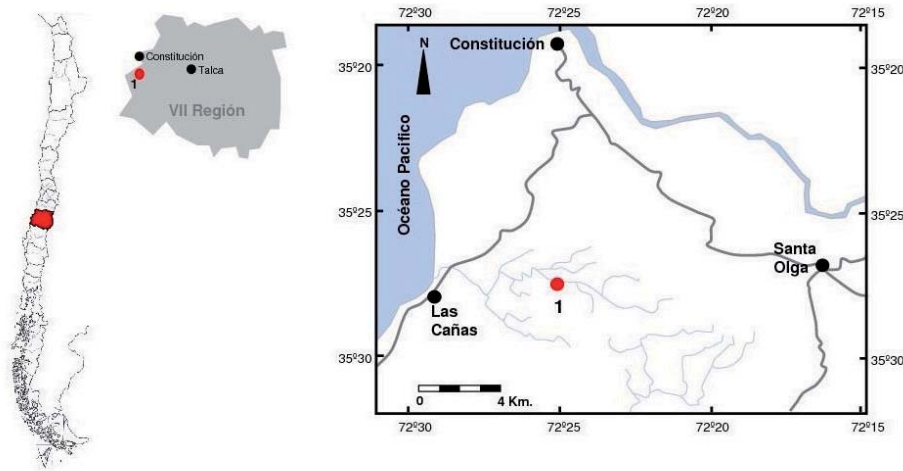 Constitución
Talca
1
VII Región
72º30
72º25
72º20
72º15
N
Constitución
35º20
35º20
Océano Pacifico
35º25
35º25
Santa
Olga
1
Las
Cañas
35º30
35º30
0
4 Km.
72º30
72º25
72º20
72º15